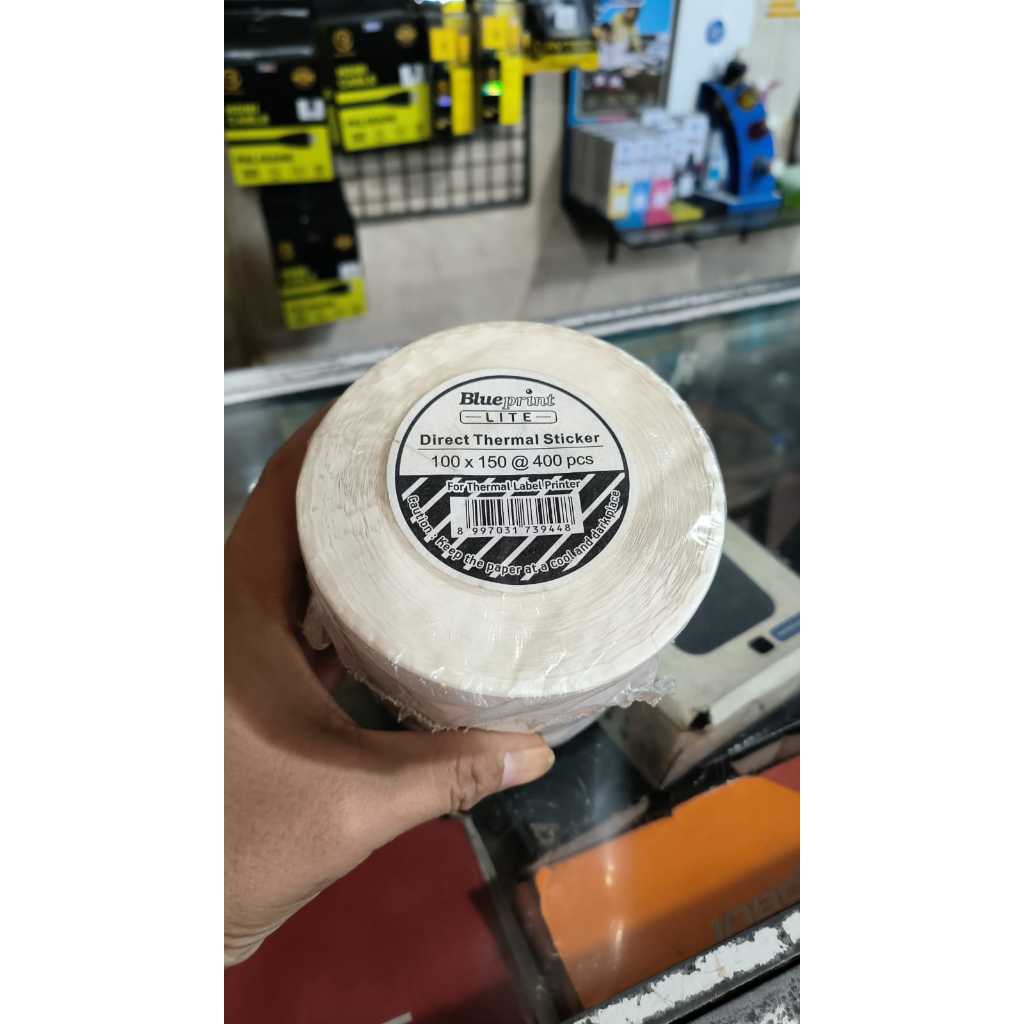 Blueprint
LITE
Direct Thermal Sticker
100 x 150 @ 400 pcs
For Thermal Label Printer
8 997031 739448
Caution : Keep the paper at a cool and dark place